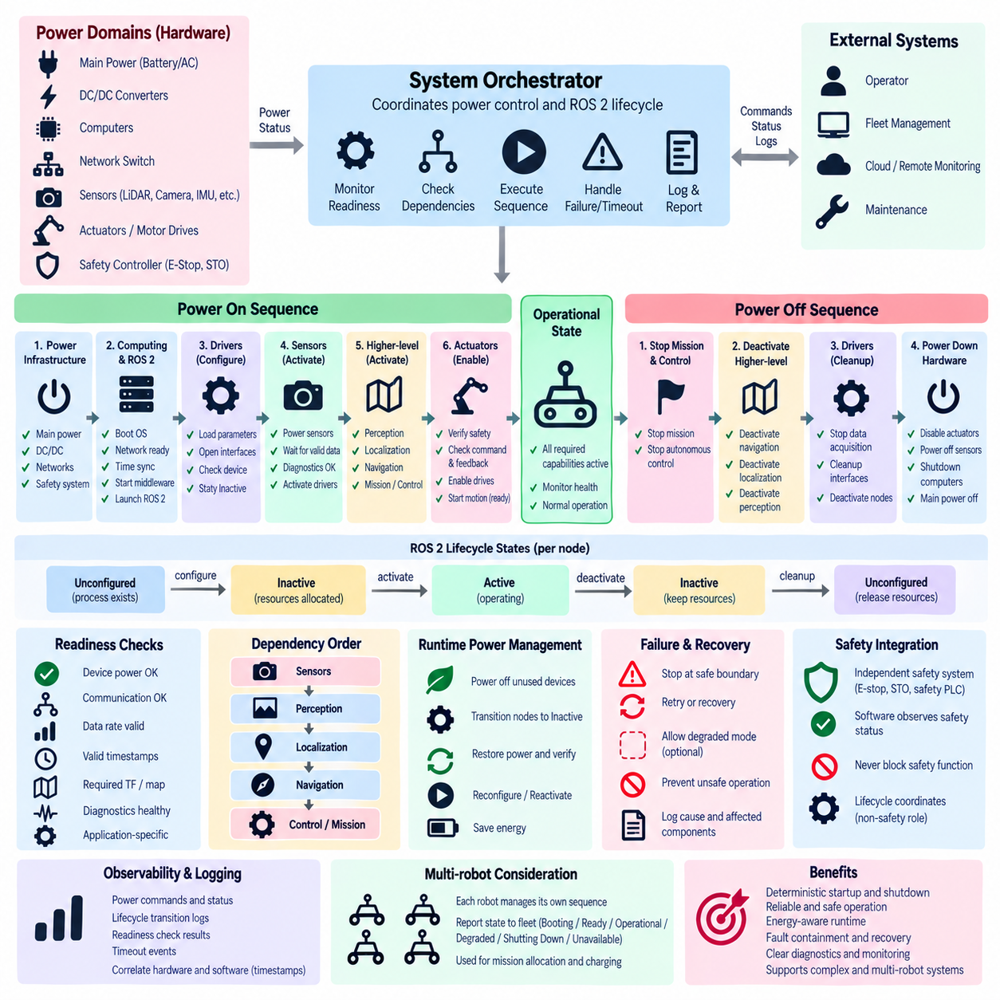 Power Domains (Hardware)
Main Power (Battery/AC)
DC/DC Converters
Computers
Network Switch
Sensors (LiDAR, Camera, IMU, etc.)
Actuators / Motor Drives
Safety Controller (E-Stop, STO)
Power
Status
System Orchestrator
Coordinates power control and ROS 2 lifecycle
Monitor
Readiness
Check
Dependencies
Execute
Sequence
Handle
Failure/Timeout
Log &
Report
Commands
Status
Logs
External Systems
Operator
Fleet Management
Cloud / Remote Monitoring
Maintenance
Power On Sequence
1. Power
Infrastructure
Main power
DC/DC
Networks
Safety system
2. Computing
& ROS 2
Boot OS
Network ready
Time sync
Start middleware
Launch ROS 2
3. Drivers
(Configure)
Load parameters
Open interfaces
Check device
Staty Inactive
4. Sensors
(Activate)
Power sensors
Wait for valid data
Diagnostics OK
Activate drivers
5. Higher-level
(Activate)
Perception
Localization
Navigation
Mission / Control
6. Actuators
(Enable)
Verify safety
Check command
& feedback
Enable drives
Start motion (ready)
Operational
State
All required
capabilities active
Monitor health
Normal operation
Power Off Sequence
1. Stop Mission
& Control
Stop mission
Stop autonomous
control
2. Deactivate
Higher-level
Deactivate
navigation
Deactivate
localization
Deactivate
perception
3. Drivers
(Cleanup)
Stop data
acquisition
Cleanup
interfaces
Deactivate nodes
4. Power Down
Hardware
Disable actuators
Power off sensors
Shutdown
computers
Main power off
ROS 2 Lifecycle States (per node)
Unconfigured
(process exists)
configure
Inactive
(resources allocated)
activate
Active
(operating)
deactivate
Inactive
(keep resources)
cleanup
Unconfigured
(release resources)
Readiness Checks
Device power OK
Communication OK
Data rate valid
Valid timestamps
Required TF / map
Diagnostics healthy
Application-specific
Dependency Order
Sensors
Perception
Localization
Navigation
Control / Mission
Runtime Power Management
Power off unused devices
Transition nodes to Inactive
Restore power and verify
Reconfigure / Reactivate
Save energy
Failure & Recovery
Stop at safe boundary
Retry or recovery
Allow degraded mode
(optional)
Prevent unsafe operation
Log cause and affected
components
Safety Integration
Independent safety system
(E-stop, STO, safety PLC)
Software observes safety
status
Never block safety function
Lifecycle coordinates
(non-safety role)
Observability & Logging
Power commands and status
Lifecycle transition logs
Readiness check results
Timeout events
Correlate hardware and software (timestamps)
Multi-robot Consideration
Each robot manages its own sequence
Report state to fleet (Booting / Ready / Operational /
Degraded / Shutting Down / Unavailable)
Used for mission allocation and charging
Benefits
Deterministic startup and shutdown
Reliable and safe operation
Energy-aware runtime
Fault containment and recovery
Clear diagnostics and monitoring
Supports complex and multi-robot systems